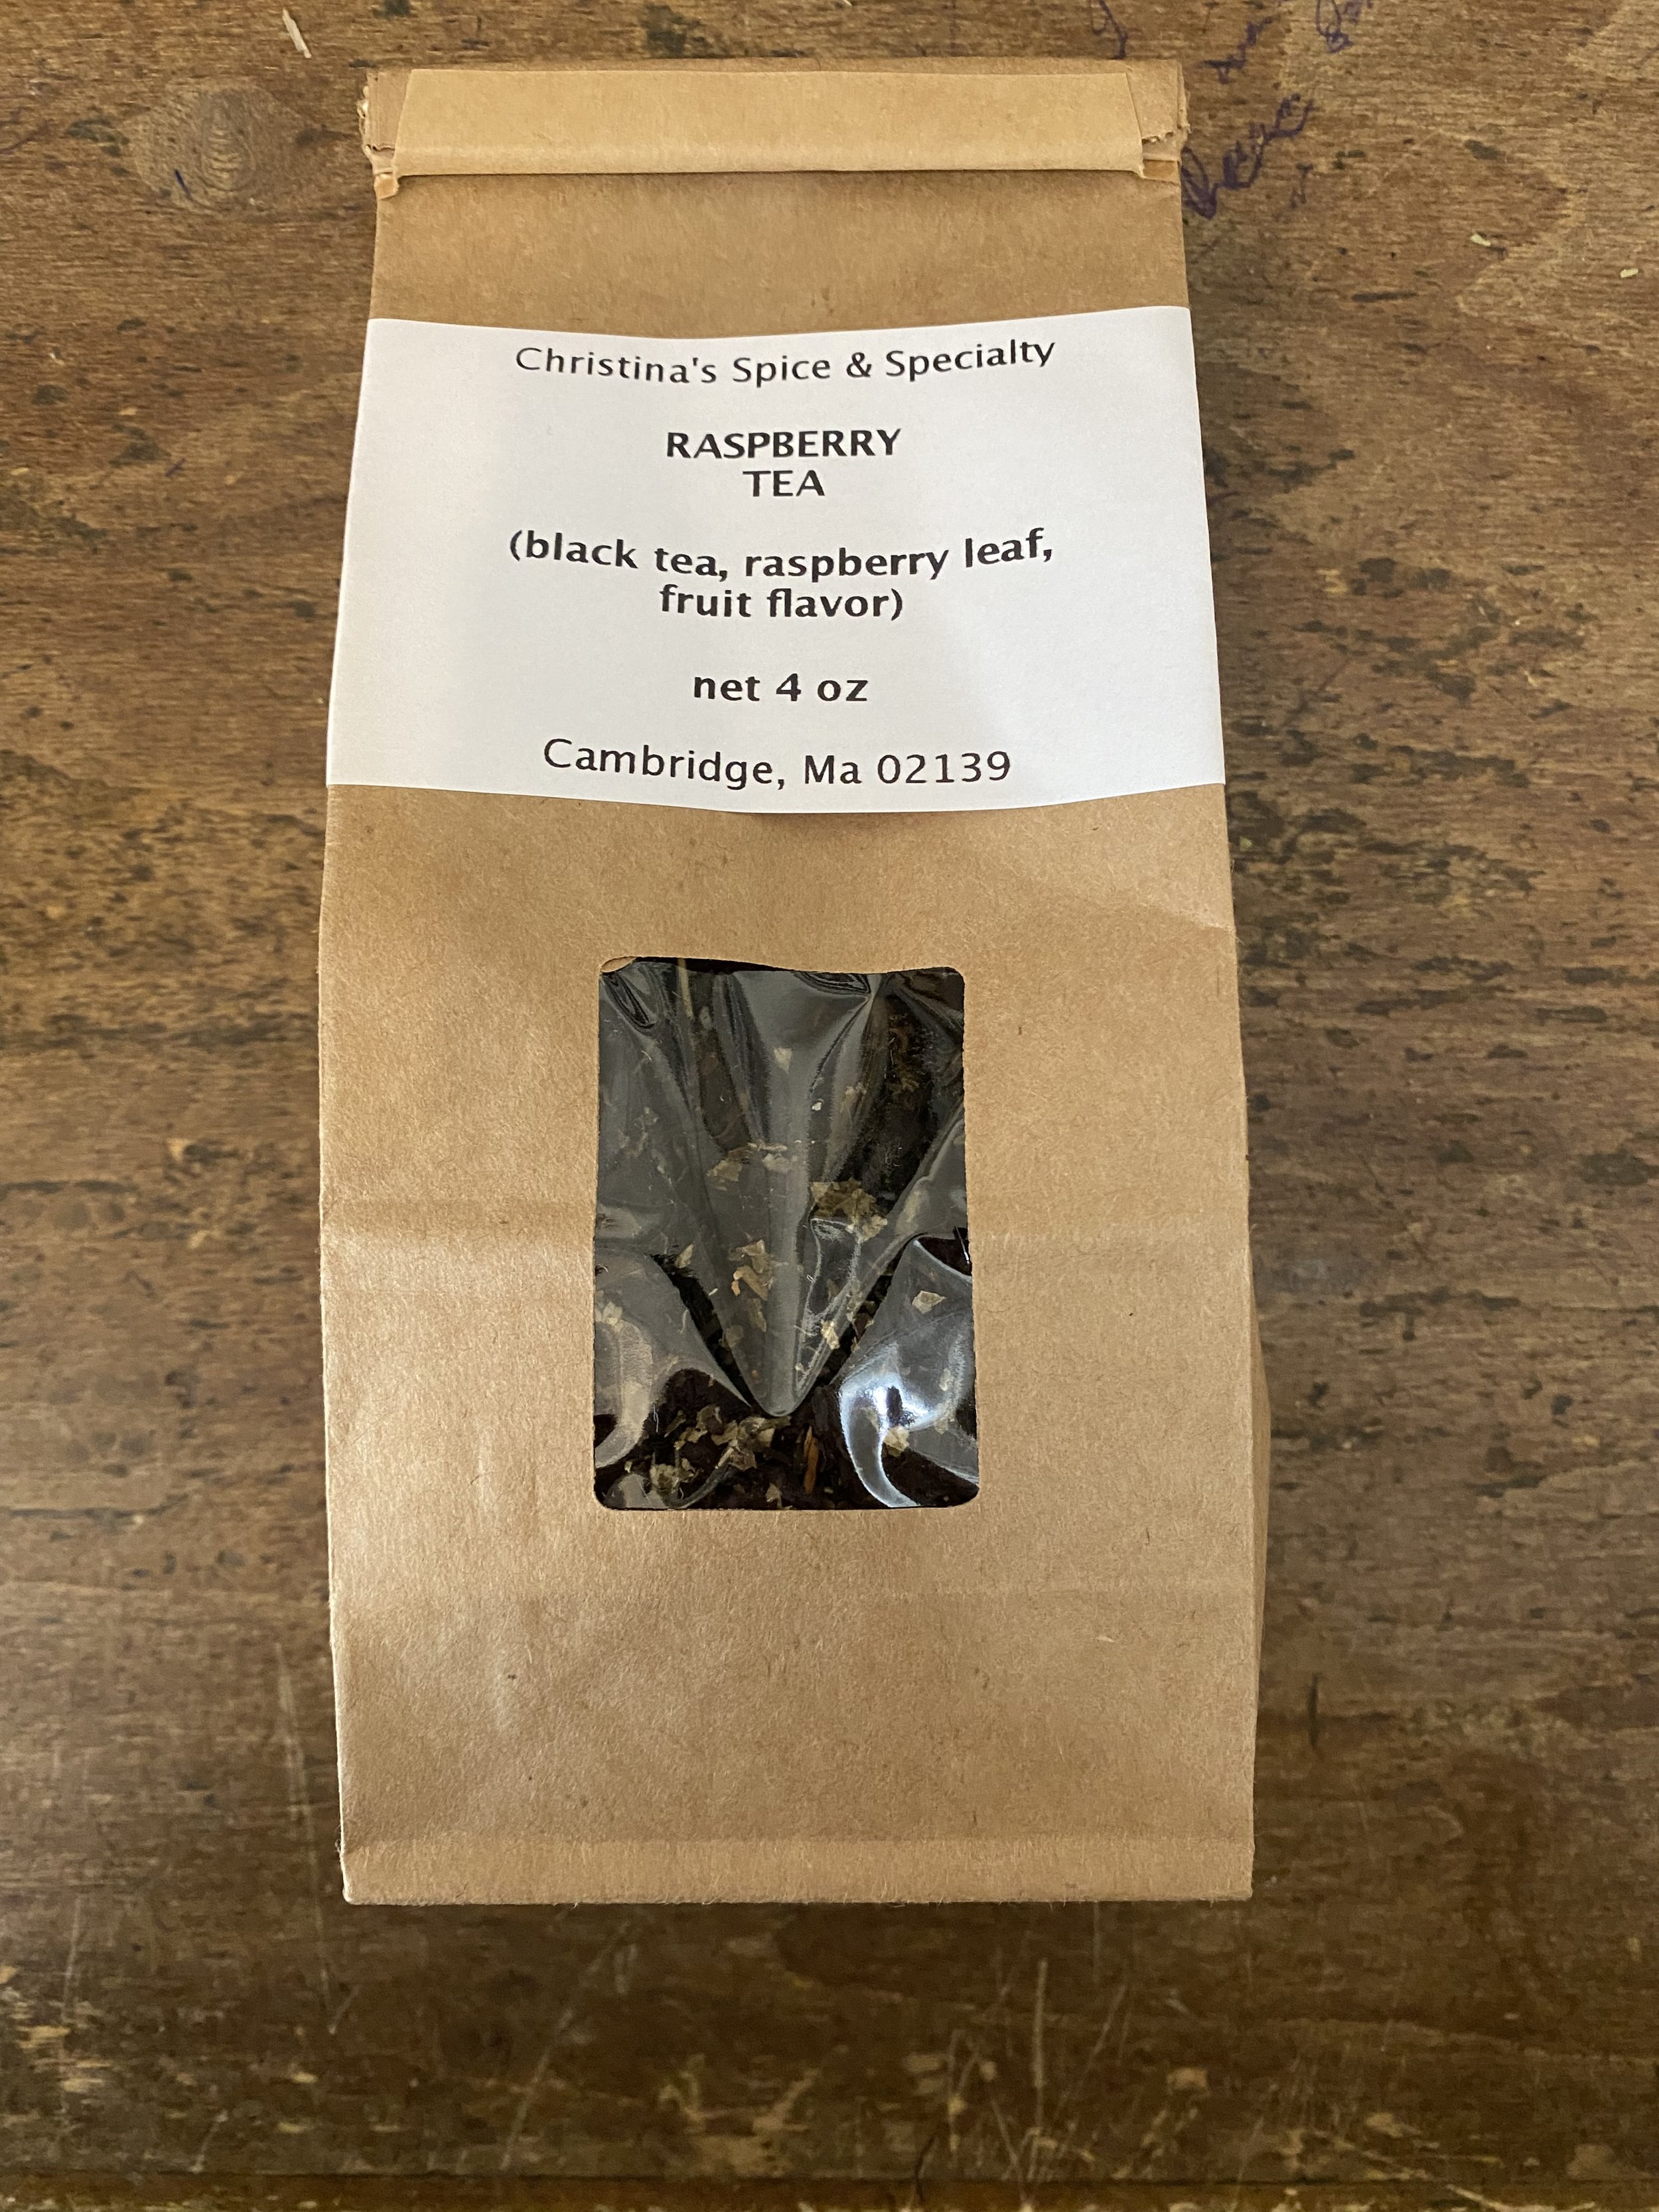 Christina's Spice & Specialty
RASPBERRY
TEA
(black tea, raspberry leaf,
fruit flavor)
net 4 oz
Cambridge, Ma 02139